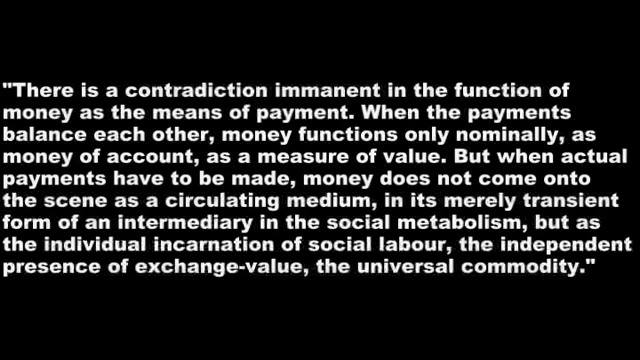 "There is a contradiction immanent in the function of
money as the means of payment. When the payments
balance each other, money functions only nominally, as
money of account, as a measure of value. But when actual
payments have to be made, money does not come onto
the scene as a circulating medium, in its merely transient
form of an intermediary in the social metabolism, but as
the individual incarnation of social labour, the independent
presence of exchange-value, the universal commodity."